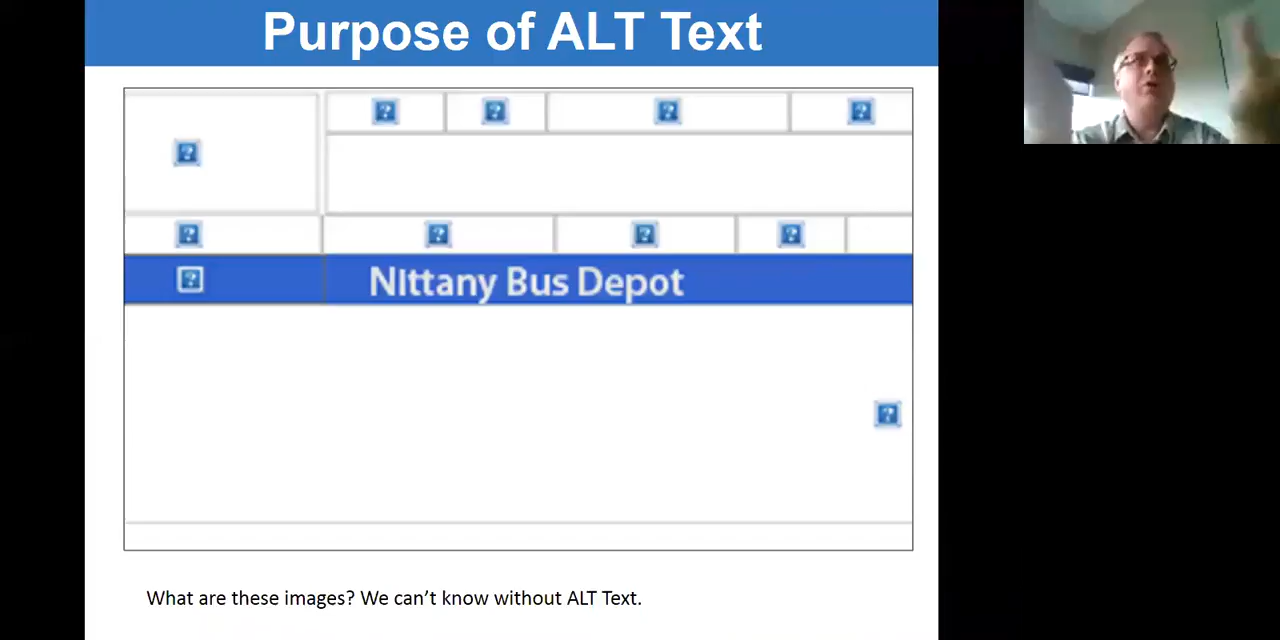 Purpose of ALT Text
Nittany Bus Depot
What are these images? We can’t know without ALT Text.